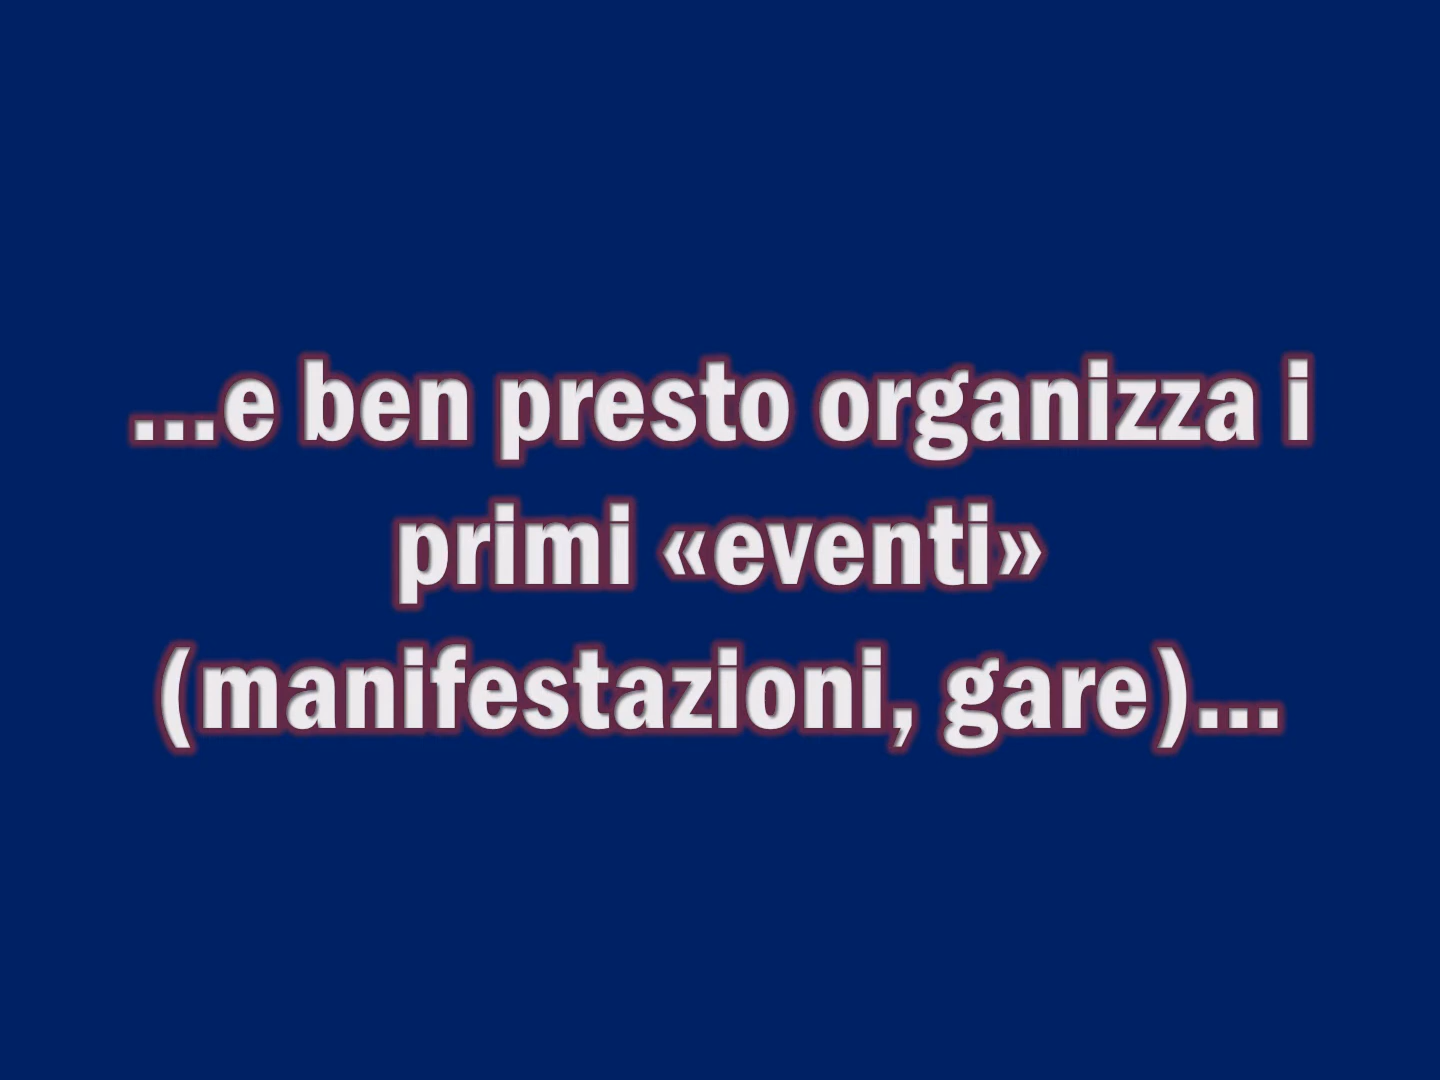 ...e ben presto organizza i
primi «eventi»
(manifestazioni, gare)...